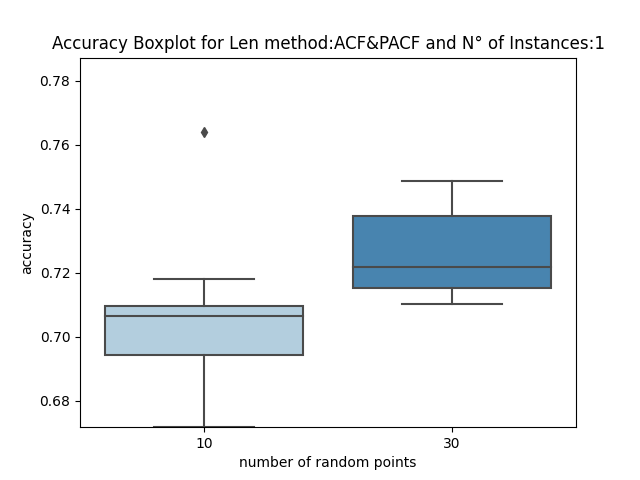 Accuracy Boxplot for Len method:ACF&PACF and N° of Instances:1
0.78
0.76
0.74
0.72
0.70
0.68
accuracy
10 30
number of random points